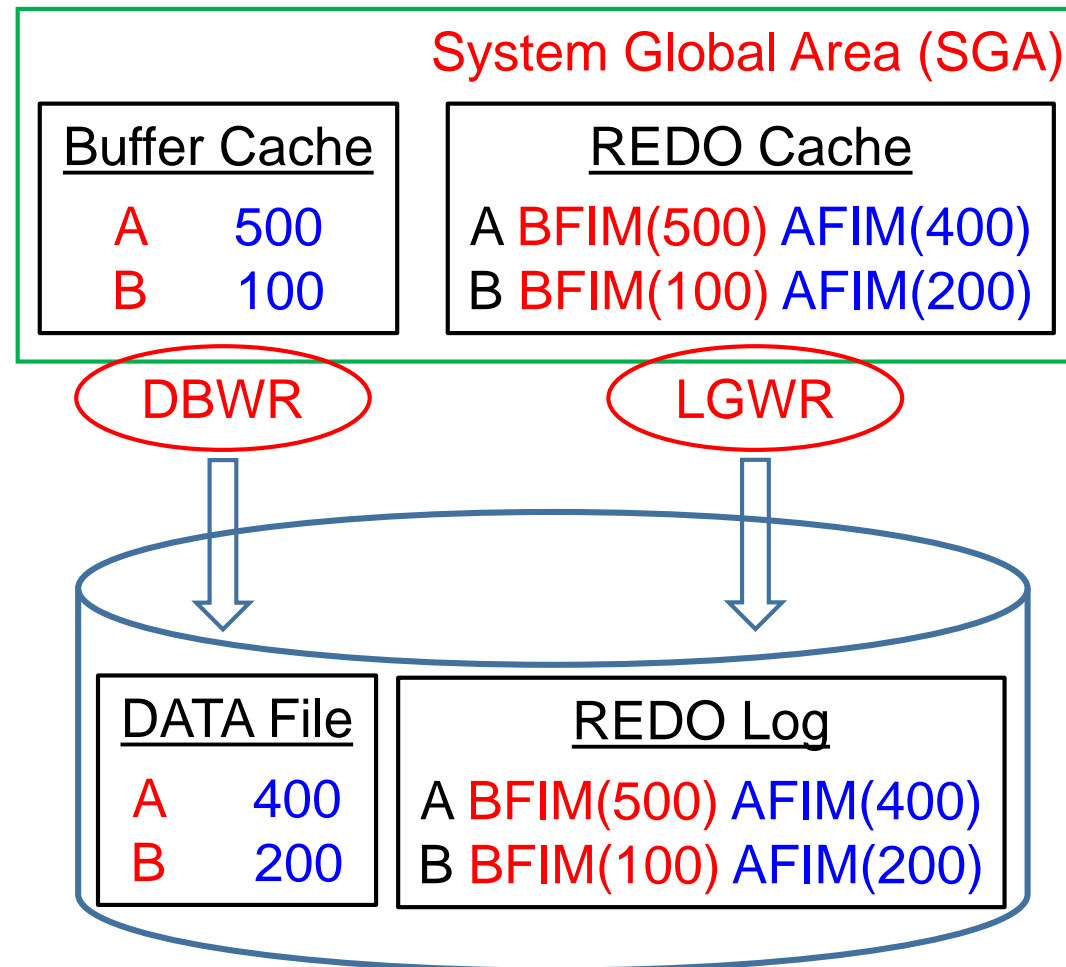 System Global Area (SGA)
Buffer Cache
A 500
B 100
REDO Cache
A BFIM(500) AFIM(400)
B BFIM(100) AFIM(200)
DBWR
LGWR
DATA File
A 400
B 200
REDO Log
A BFIM(500) AFIM(400)
B BFIM(100) AFIM(200)